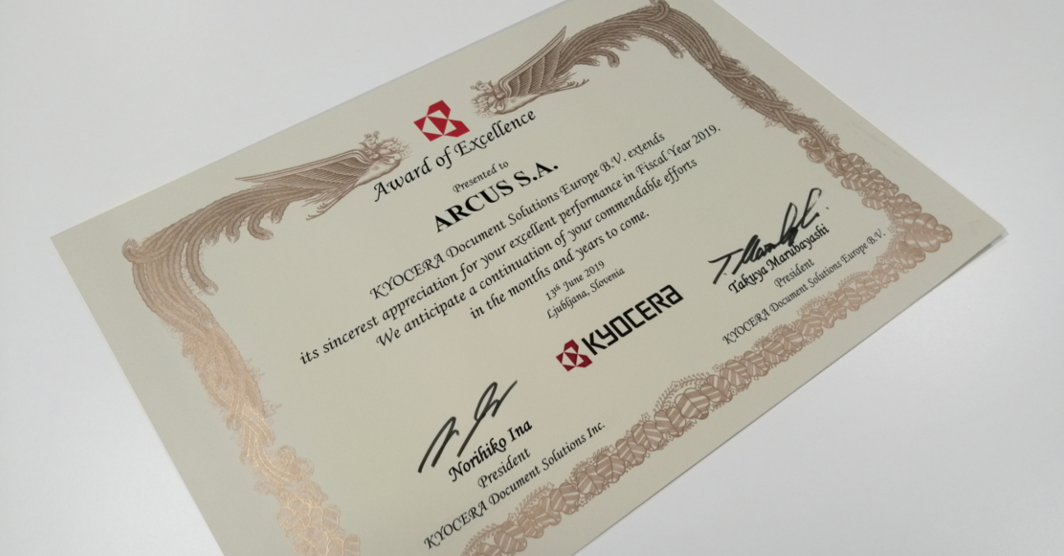 Award of Excellence
Presented to
ARCUS S.A.
KYOCERA Document Solutions Europe B.V. extends
its sincerest appreciation for your excellent performance in Fiscal Year 2019.
We anticipate a continuation of your commendable efforts
in the months and years to come.
13th June 2019
Ljubljana, Slovenia
KYOCERA
Norihiko Ina
President
KYOCERA Document Solutions Inc.
Takuya Marubayashi
President
KYOCERA Document Solutions Europe B.V.